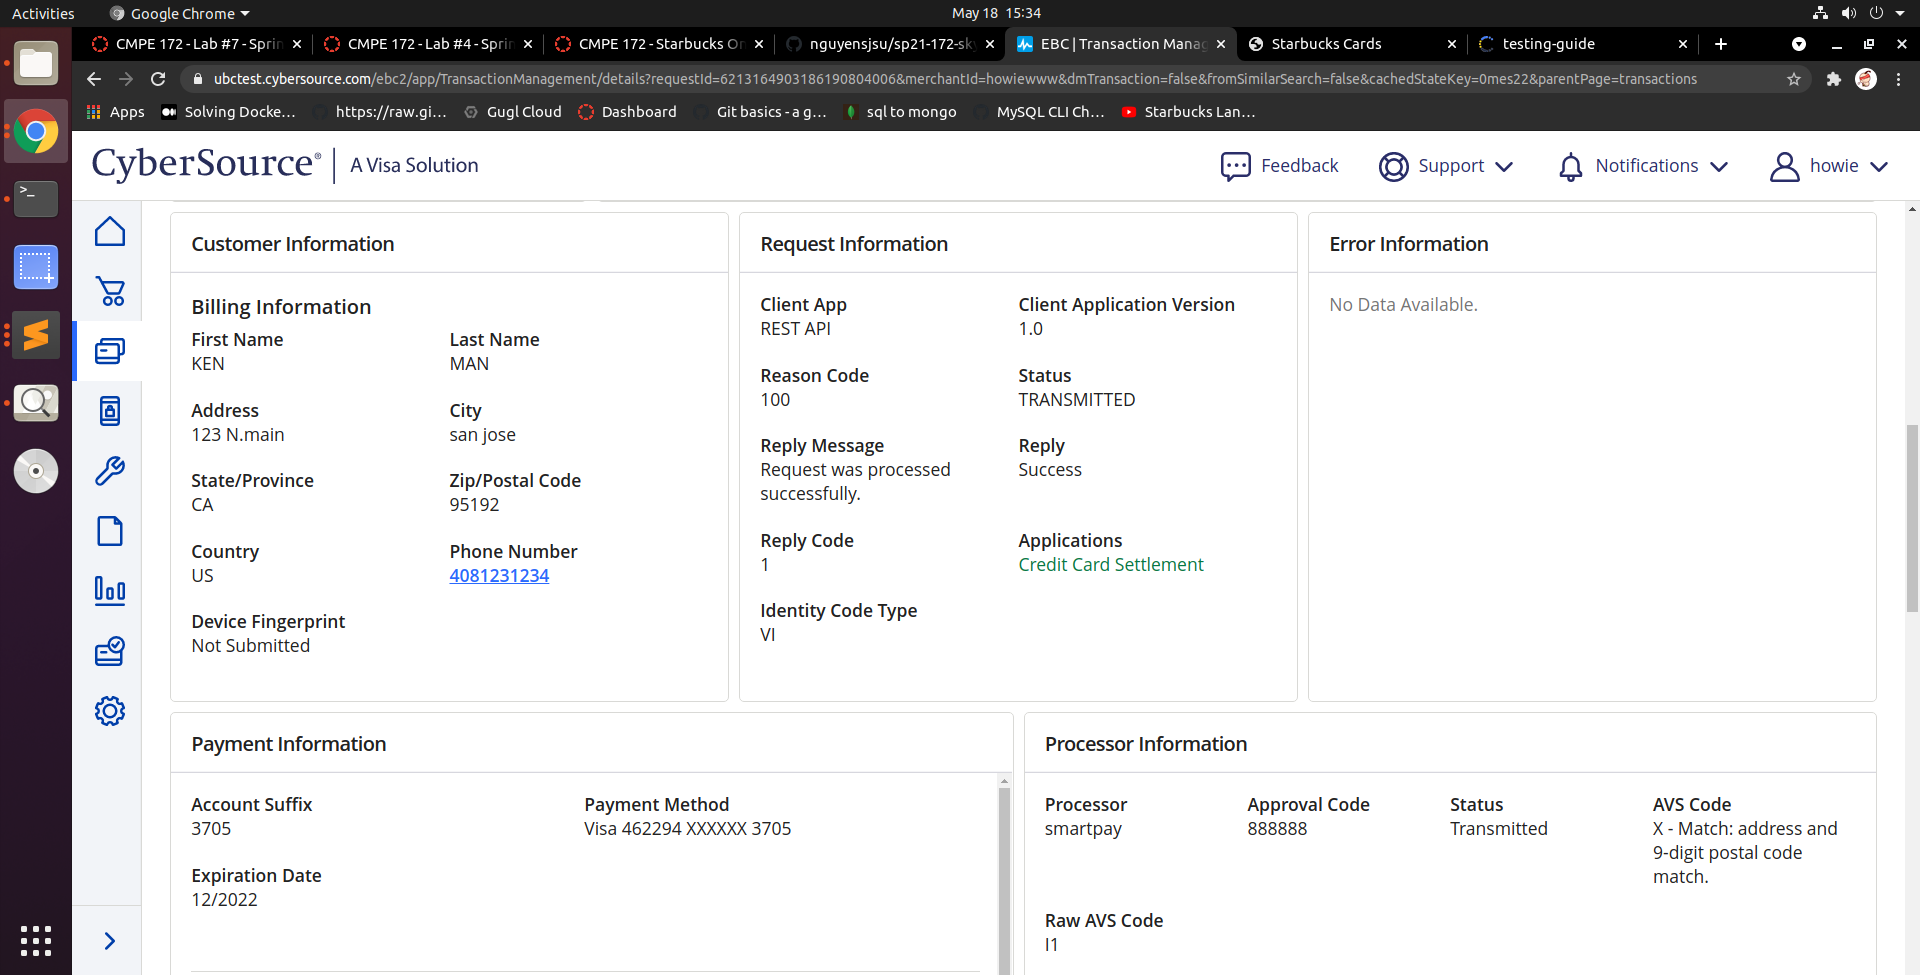 Activities
Google Chrome
May 18 15:34
CMPE 172 - Lab #7 - Sprin
CMPE 172 - Lab #4 - Sprin
CMPE 172 - Starbucks On
nguyensjsu/sp21-172-sky
EBC | Transaction Manag
Starbucks Cards
testing-guide
ubctest.cybersource.com/ebc2/app/TransactionManagement/details?requestId=6213164903186190804006&merchantId=howiewww&dmTransaction=false&fromSimilarSearch=false&cachedStateKey=0mes22&parentPage=transactions
Apps
Solving Docke...
https://raw.gi...
Gugl Cloud
Dashboard
Git basics - a g...
sql to mongo
MySQL CLI Ch...
Starbucks Lan...
CyberSource®
A Visa Solution
Feedback
Support
Notifications
howie
Customer Information
Billing Information
First Name
KEN
Last Name
MAN
Address
123 N.main
City
san jose
State/Province
CA
Zip/Postal Code
95192
Country
US
Phone Number
4081231234
Device Fingerprint
Not Submitted
Request Information
Client App
REST API
Client Application Version
1.0
Reason Code
100
Status
TRANSMITTED
Reply Message
Request was processed
successfully.
Reply
Success
Reply Code
1
Applications
Credit Card Settlement
Identity Code Type
VI
Error Information
No Data Available.
Payment Information
Account Suffix
3705
Payment Method
Visa 462294 XXXXXX 3705
Expiration Date
12/2022
Processor Information
Processor
smartpay
Approval Code
888888
Status
Transmitted
AVS Code
X - Match: address and
9-digit postal code
match.
Raw AVS Code
I1